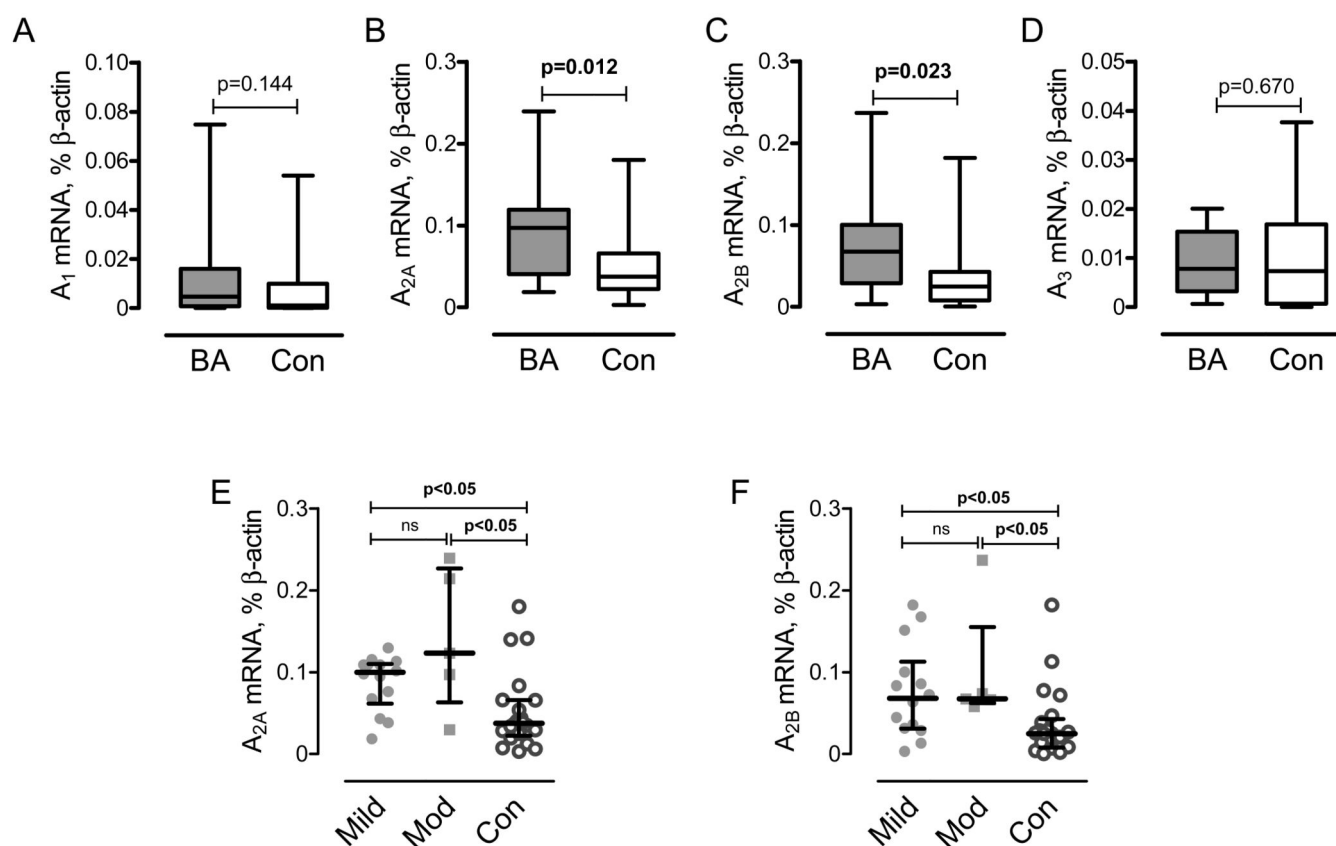 A
A1 mRNA, % β-actin
0.10
0.08
0.06
0.04
0.02
0
p=0.144
BA Con
B
A2A mRNA, % β-actin
0.3
0.2
0.1
0
p=0.012
BA Con
C
A2B mRNA, % β-actin
0.3
0.2
0.1
0
p=0.023
BA Con
D
A3 mRNA, % β-actin
0.05
0.04
0.03
0.02
0.01
0
p=0.670
BA Con
E
A2A mRNA, % β-actin
0.3
0.2
0.1
0
p<0.05
ns p<0.05
Mild Mod Con
F
A2B mRNA, % β-actin
0.3
0.2
0.1
0
p<0.05
ns p<0.05
Mild Mod Con